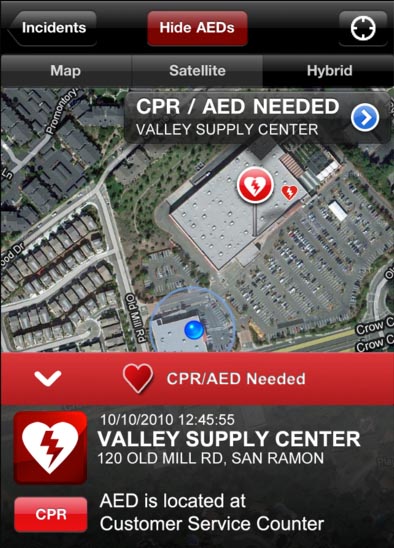 Incidents
Hide AEDs
Map
Satellite
Hybrid
CPR / AED NEEDED
VALLEY SUPPLY CENTER
Promontory
ood Dr
Old Mill Rd
Crow C
Crow Ca
CPR/AED Needed
10/10/2010 12:45:55
VALLEY SUPPLY CENTER
120 OLD MILL RD, SAN RAMON
CPR
AED is located at
Customer Service Counter